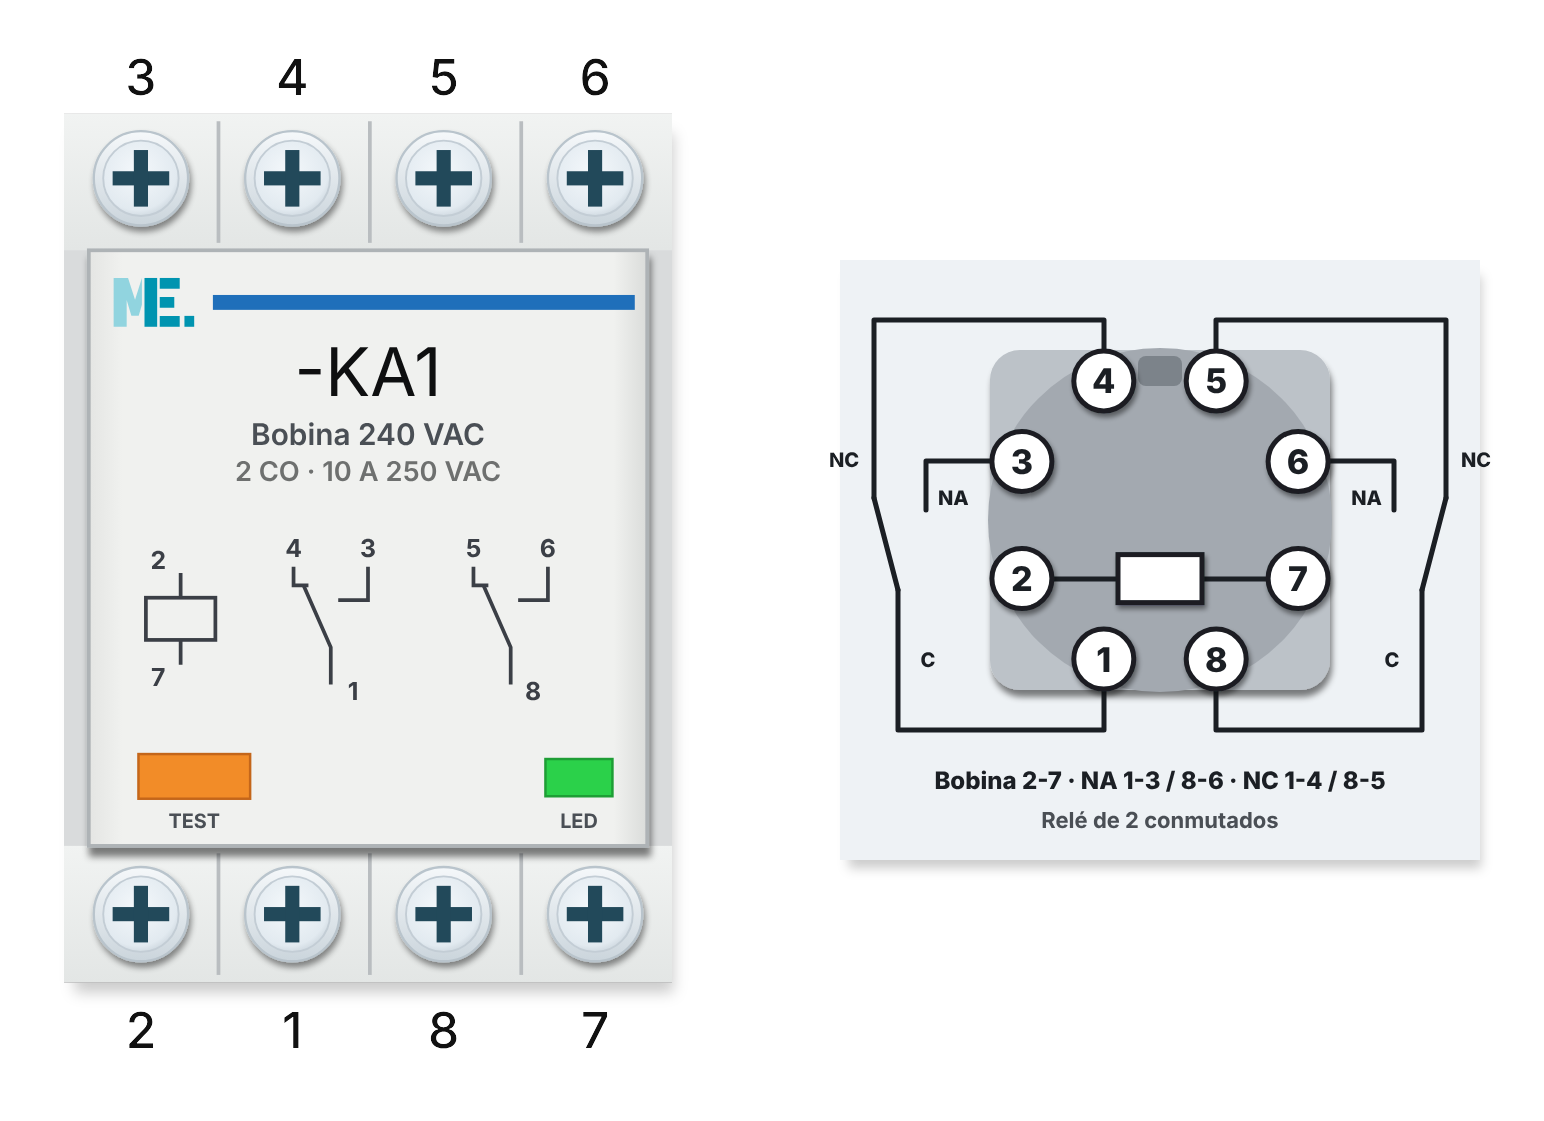 3 4 5 6
ME.
-KA1
Bobina 240 VAC
2 CO · 10 A 250 VAC
2
7
4 3
1
5 6
8
TEST
LED
2 1 8 7
4 5
NC
3 6
NC
NA
NA
2 7
1 8
C
C
Bobina 2-7 · NA 1-3 / 8-6 · NC 1-4 / 8-5
Relé de 2 conmutados